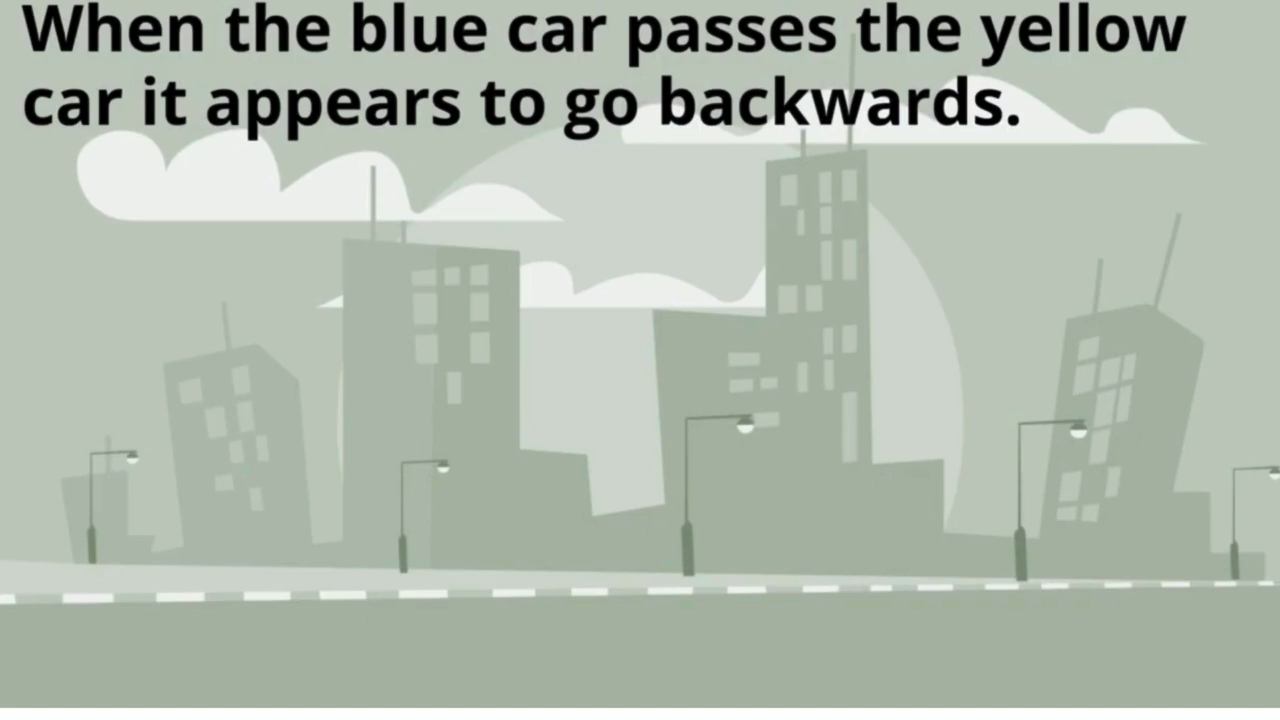 When the blue car passes the yellow
car it appears to go backwards.